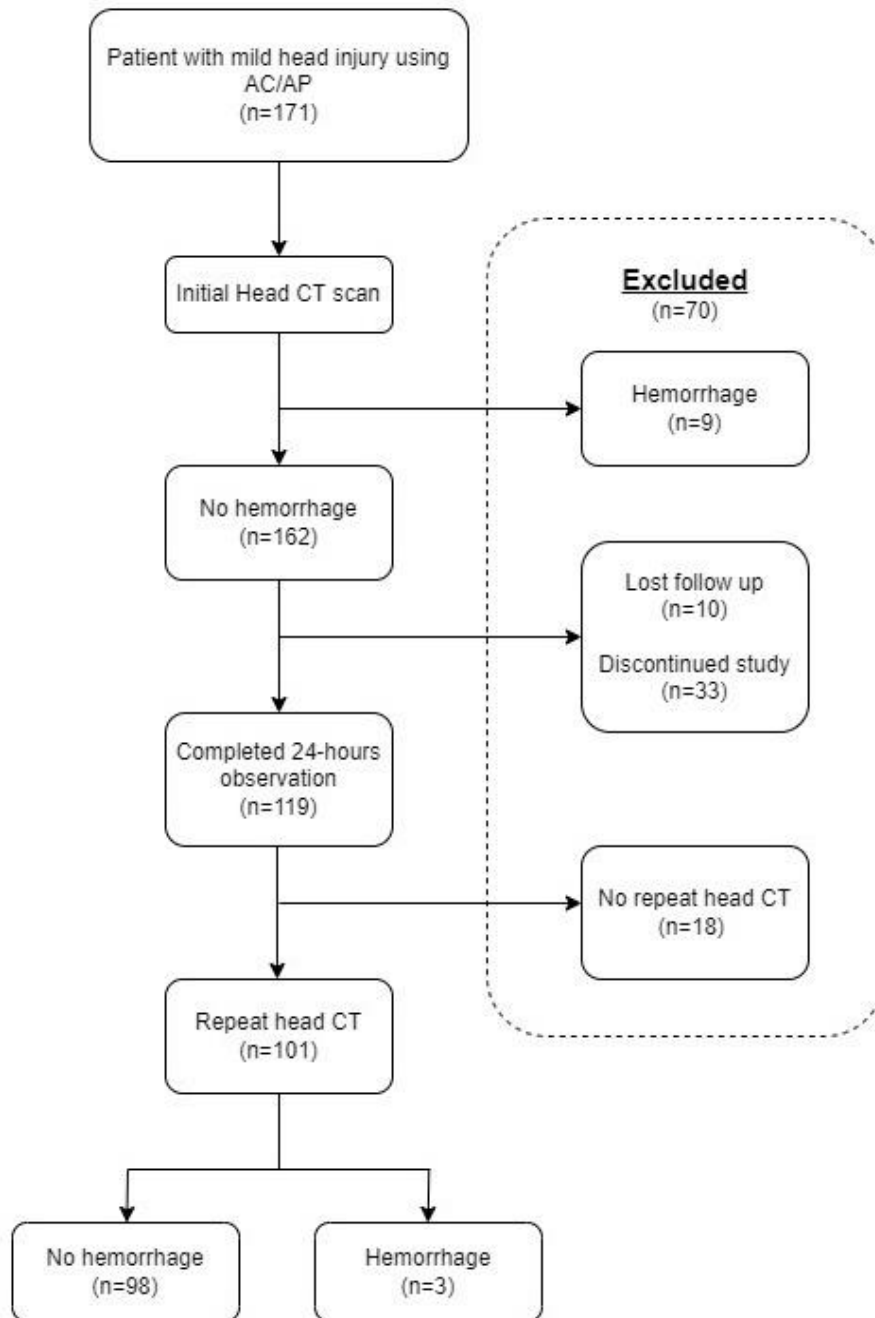 Patient with mild head injury using
AC/AP
(n=171)
Initial Head CT scan
Excluded
(n=70)
Hemorrhage
(n=9)
No hemorrhage
(n=162)
Lost follow up
(n=10)
Discontinued study
(n=33)
Completed 24-hours
observation
(n=119)
No repeat head CT
(n=18)
Repeat head CT
(n=101)
No hemorrhage
(n=98)
Hemorrhage
(n=3)